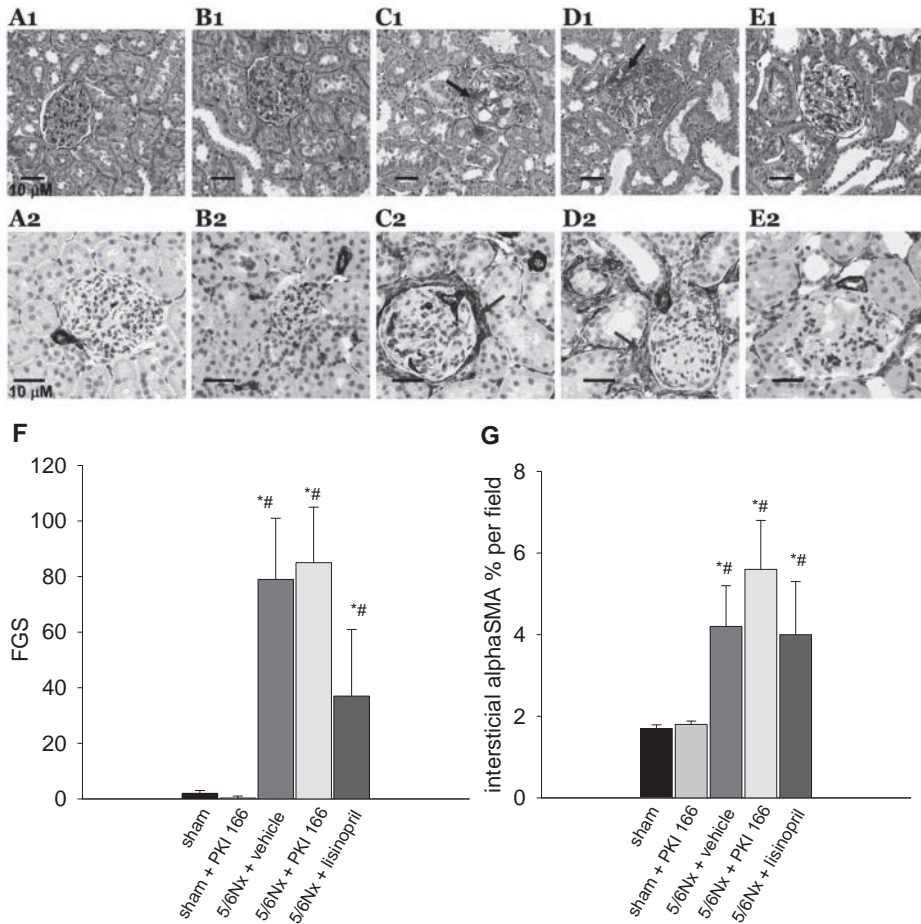 A1 B1 C1 D1 E1
10 µM
A2 B2 C2 D2 E2
10 µM
F
FGS
120
100
80
60
40
20
0
*#
*#
*#
sham
sham + PKI 166
5/6Nx + vehicle
5/6Nx + PKI 166
5/6Nx + lisinopril
G
intersticial alphaSMA % per field
8
6
4
2
0
*#
*#
*#
sham
sham + PKI 166
5/6Nx + vehicle
5/6Nx + PKI 166
5/6Nx + lisinopril